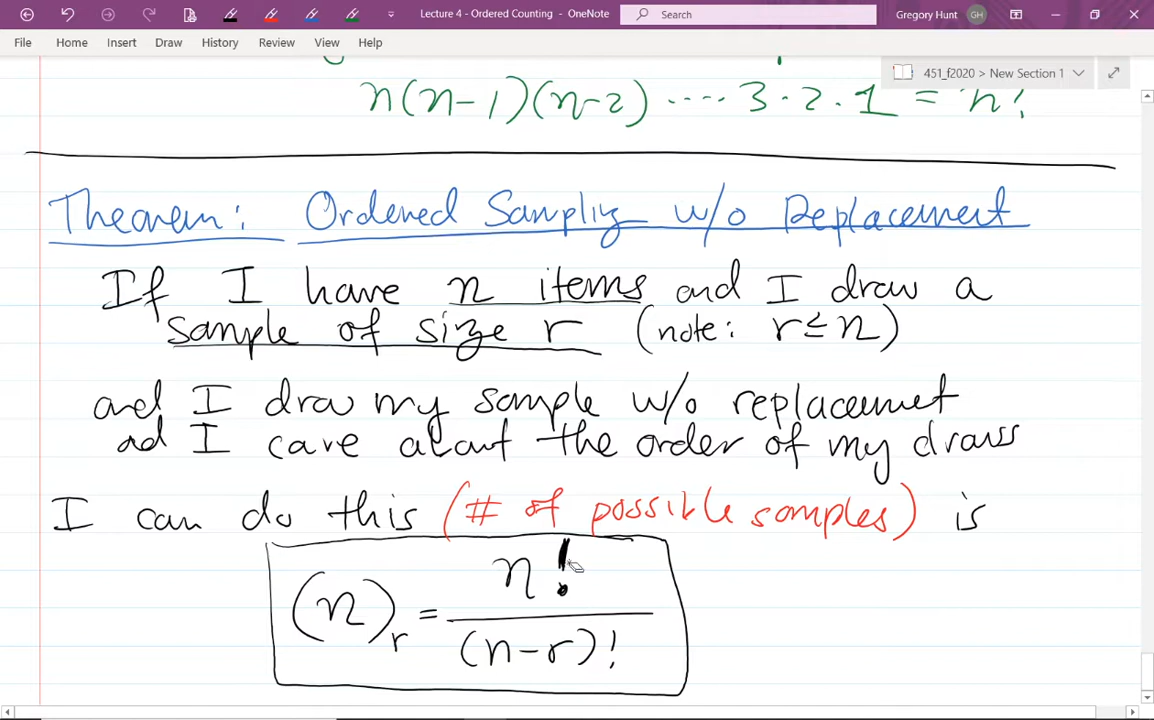 Lecture 4 - Ordered Counting - OneNote
Search
Gregory Hunt
GH
File Home Insert Draw History Review View Help
451_f2020 > New Section 1
n(n-1)(n-2) ····· 3·2·1 = n!
Theorem: Ordered Sampling w/o Replacement
If I have n items and I draw a
sample of size r (note: r≤n)
and I draw my sample w/o replacement
and I care about the order of my draws
I can do this (# of possible samples) is
(n)r = n!
(n-r)!